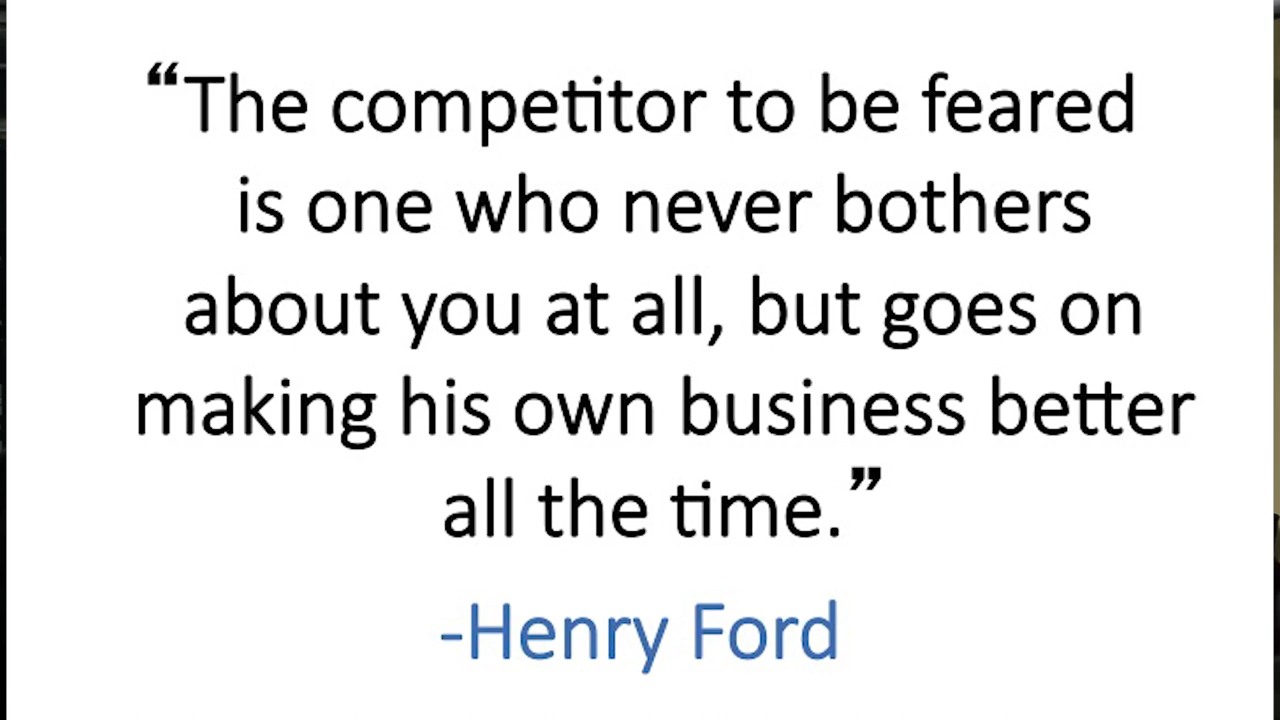 “The competitor to be feared
is one who never bothers
about you at all, but goes on
making his own business better
all the time.”
-Henry Ford